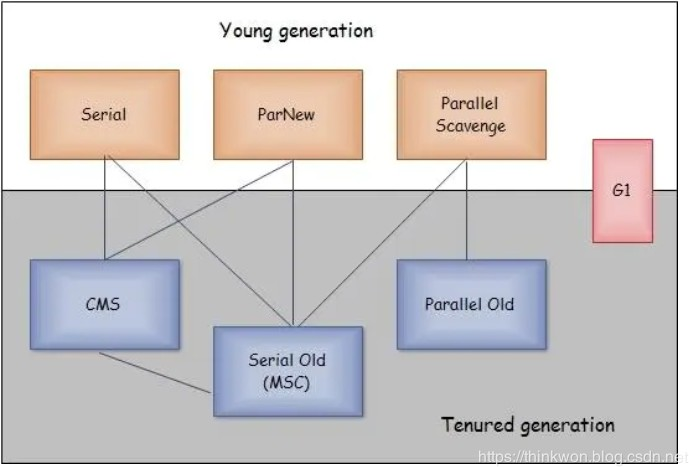 Young generation
Serial
ParNew
Parallel
Scavenge
G1
CMS
Parallel Old
Serial Old
(MSC)
Tenured generation
https://thinkwon.blog.csdn.net